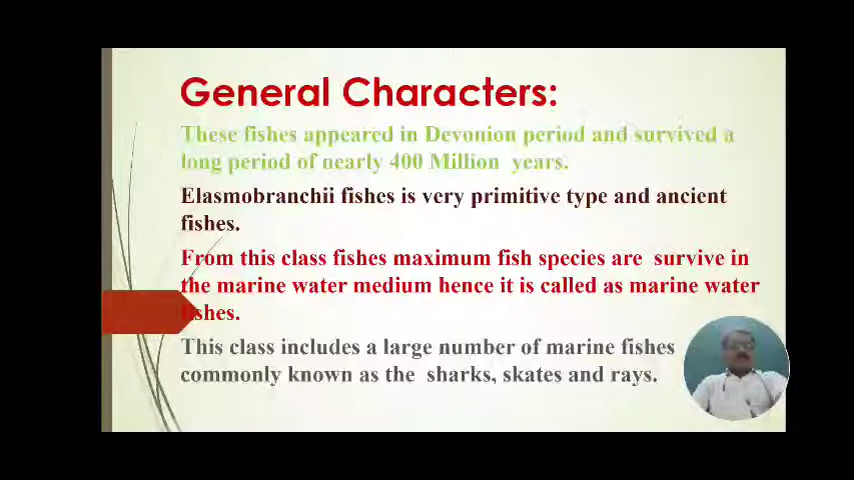 General Characters:
These fishes appeared in Devonion period and survived a
long period of nearly 400 Million years.
Elasmobranchii fishes is very primitive type and ancient
fishes.
From this class fishes maximum fish species are survive in
the marine water medium hence it is called as marine water
fishes.
This class includes a large number of marine fishes
commonly known as the sharks, skates and rays.